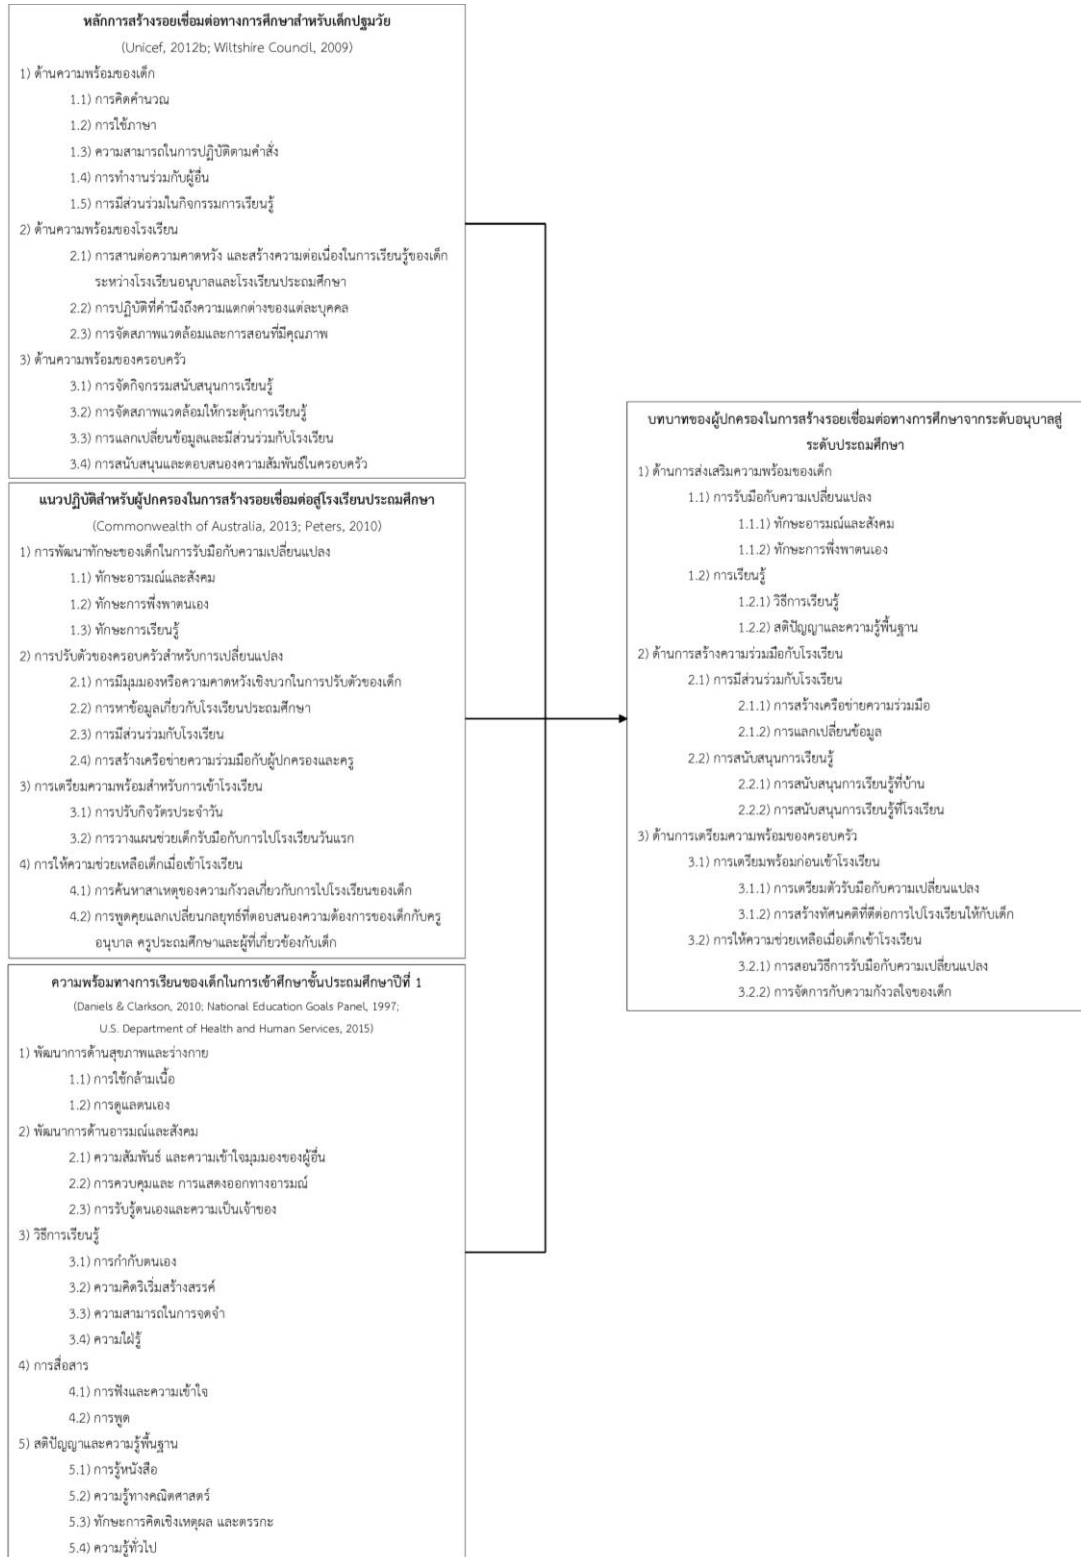 หลักการสร้างรอยเชื่อมต่อทางการศึกษาสำหรับเด็กปฐมวัย
(Unicef, 2012b; Wiltshire Council, 2009)
1) ด้านความพร้อมของเด็ก
1.1) การคิดคำนวณ
1.2) การใช้ภาษา
1.3) ความสามารถในการปฏิบัติตามคำสั่ง
1.4) การทำงานร่วมกับผู้อื่น
1.5) การมีส่วนร่วมในกิจกรรมการเรียนรู้
2) ด้านความพร้อมของโรงเรียน
2.1) การสานต่อความคาดหวัง และสร้างความต่อเนื่องในการเรียนรู้ของเด็ก
ระหว่างโรงเรียนอนุบาลและโรงเรียนประถมศึกษา
2.2) การปฏิบัติที่คำนึงถึงความแตกต่างของแต่ละบุคคล
2.3) การจัดสภาพแวดล้อมและการสอนที่มีคุณภาพ
3) ด้านความพร้อมของครอบครัว
3.1) การจัดกิจกรรมสนับสนุนการเรียนรู้
3.2) การจัดสภาพแวดล้อมให้กระตุ้นการเรียนรู้
3.3) การแลกเปลี่ยนข้อมูลและมีส่วนร่วมกับโรงเรียน
3.4) การสนับสนุนและตอบสนองความสัมพันธ์ในครอบครัว
แนวปฏิบัติสำหรับผู้ปกครองในการสร้างรอยเชื่อมต่อสู่โรงเรียนประถมศึกษา
(Commonwealth of Australia, 2013; Peters, 2010)
1) การพัฒนาทักษะของเด็กในการรับมือกับความเปลี่ยนแปลง
1.1) ทักษะอารมณ์และสังคม
1.2) ทักษะการพึ่งพาตนเอง
1.3) ทักษะการเรียนรู้
2) การปรับตัวของครอบครัวสำหรับการเปลี่ยนแปลง
2.1) การมีมุมมองหรือความคาดหวังเชิงบวกในการปรับตัวของเด็ก
2.2) การหาข้อมูลเกี่ยวกับโรงเรียนประถมศึกษา
2.3) การมีส่วนร่วมกับโรงเรียน
2.4) การสร้างเครือข่ายความร่วมมือกับผู้ปกครองและครู
3) การเตรียมความพร้อมสำหรับการเข้าโรงเรียน
3.1) การปรับกิจวัตรประจำวัน
3.2) การวางแผนช่วยเด็กรับมือกับการไปโรงเรียนวันแรก
4) การให้ความช่วยเหลือเด็กเมื่อเข้าโรงเรียน
4.1) การค้นหาสาเหตุของความกังวลเกี่ยวกับการไปโรงเรียนของเด็ก
4.2) การพูดคุยแลกเปลี่ยนกลยุทธ์ที่ตอบสนองความต้องการของเด็กกับครู
อนุบาล ครูประถมศึกษาและผู้ที่เกี่ยวข้องกับเด็ก
ความพร้อมทางการเรียนของเด็กในการเข้าศึกษาชั้นประถมศึกษาปีที่ 1
(Daniels & Clarkson, 2010; National Education Goals Panel, 1997;
U.S. Department of Health and Human Services, 2015)
1) พัฒนาการด้านสุขภาพและร่างกาย
1.1) การใช้กล้ามเนื้อ
1.2) การดูแลตนเอง
2) พัฒนาการด้านอารมณ์และสังคม
2.1) ความสัมพันธ์ และความเข้าใจมุมมองของผู้อื่น
2.2) การควบคุมและ การแสดงออกทางอารมณ์
2.3) การรับรู้ตนเองและความเป็นเจ้าของ
3) วิธีการเรียนรู้
3.1) การกำกับตนเอง
3.2) ความคิดริเริ่มสร้างสรรค์
3.3) ความสามารถในการจดจำ
3.4) ความใฝ่รู้
4) การสื่อสาร
4.1) การฟังและความเข้าใจ
4.2) การพูด
5) สติปัญญาและความรู้พื้นฐาน
5.1) การรู้หนังสือ
5.2) ความรู้ทางคณิตศาสตร์
5.3) ทักษะการคิดเชิงเหตุผล และตรรกะ
5.4) ความรู้ทั่วไป
บทบาทของผู้ปกครองในการสร้างรอยเชื่อมต่อทางการศึกษาจากระดับอนุบาลสู่
ระดับประถมศึกษา
1) ด้านการส่งเสริมความพร้อมของเด็ก
1.1) การรับมือกับความเปลี่ยนแปลง
1.1.1) ทักษะอารมณ์และสังคม
1.1.2) ทักษะการพึ่งพาตนเอง
1.2) การเรียนรู้
1.2.1) วิธีการเรียนรู้
1.2.2) สติปัญญาและความรู้พื้นฐาน
2) ด้านการสร้างความร่วมมือกับโรงเรียน
2.1) การมีส่วนร่วมกับโรงเรียน
2.1.1) การสร้างเครือข่ายความร่วมมือ
2.1.2) การแลกเปลี่ยนข้อมูล
2.2) การสนับสนุนการเรียนรู้
2.2.1) การสนับสนุนการเรียนรู้ที่บ้าน
2.2.2) การสนับสนุนการเรียนรู้ที่โรงเรียน
3) ด้านการเตรียมความพร้อมของครอบครัว
3.1) การเตรียมพร้อมก่อนเข้าโรงเรียน
3.1.1) การเตรียมตัวรับมือกับความเปลี่ยนแปลง
3.1.2) การสร้างทัศนคติที่ดีต่อการไปโรงเรียนให้กับเด็ก
3.2) การให้ความช่วยเหลือเมื่อเด็กเข้าโรงเรียน
3.2.1) การสอนวิธีการรับมือกับความเปลี่ยนแปลง
3.2.2) การจัดการกับความกังวลใจของเด็ก